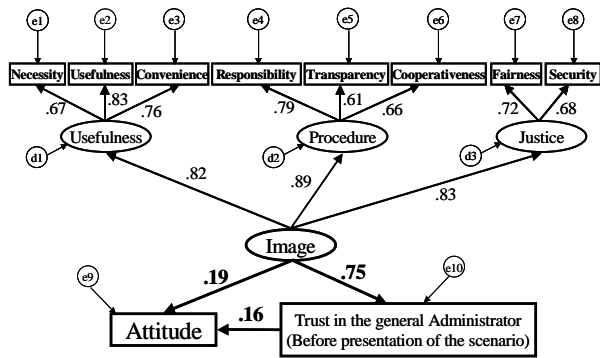 e1 e2 e3 e4 e5 e6 e7 e8
Necessity Usefulness Convenience Responsibility Transparency Cooperativeness Fairness Security
.67 .83 .76 .79 .61 .66 .72 .68
Usefulness Procedure Justice
d1 d2 d3
.82 .89 .83
Image
e9 .19 .75 e10
Attitude .16 Trust in the general Administrator
(Before presentation of the scenario)